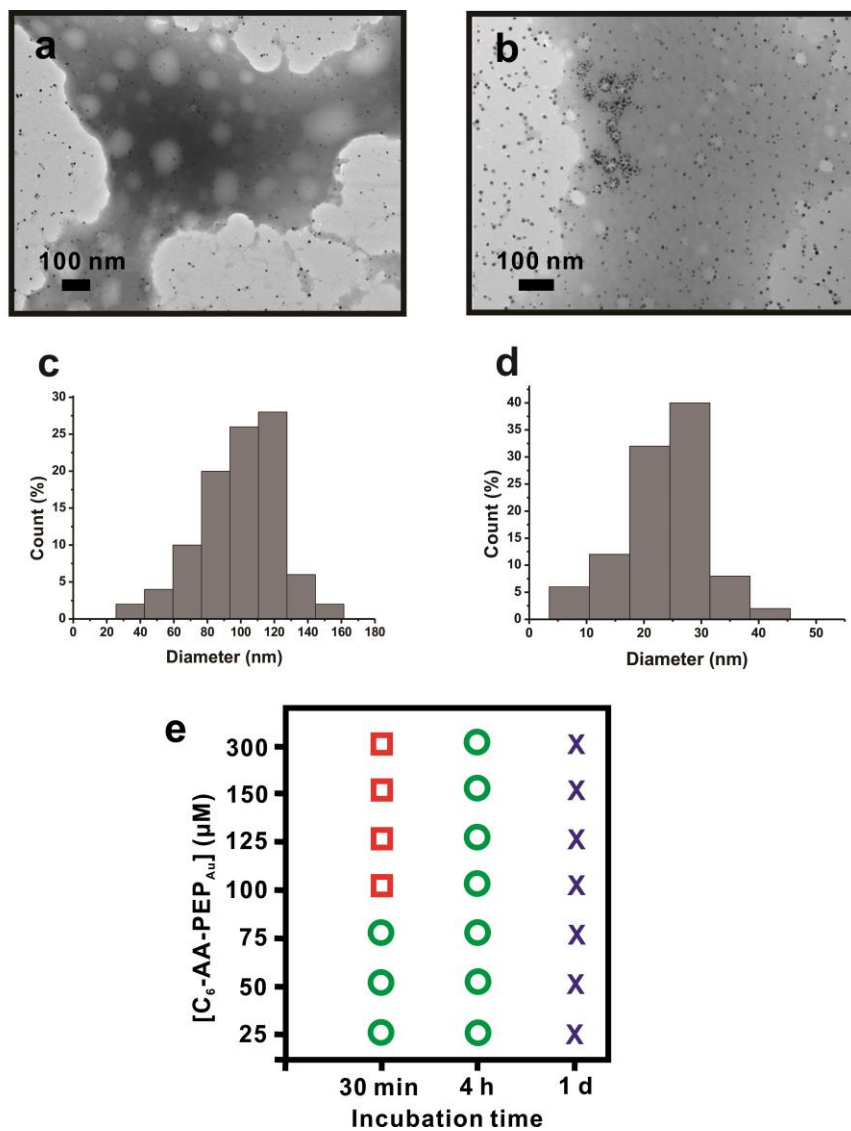 a
100 nm
b
100 nm
c
30
25
20
15
10
5
0
Count (%)
0 20 40 60 80 100 120 140 160 180
Diameter (nm)
d
40
35
30
25
20
15
10
5
0
Count (%)
0 10 20 30 40 50
Diameter (nm)
e
[C6-AA-PEPAu] (μM)
300
150
125
100
75
50
25
X
X
X
X
X
X
X
30 min 4 h 1 d
Incubation time